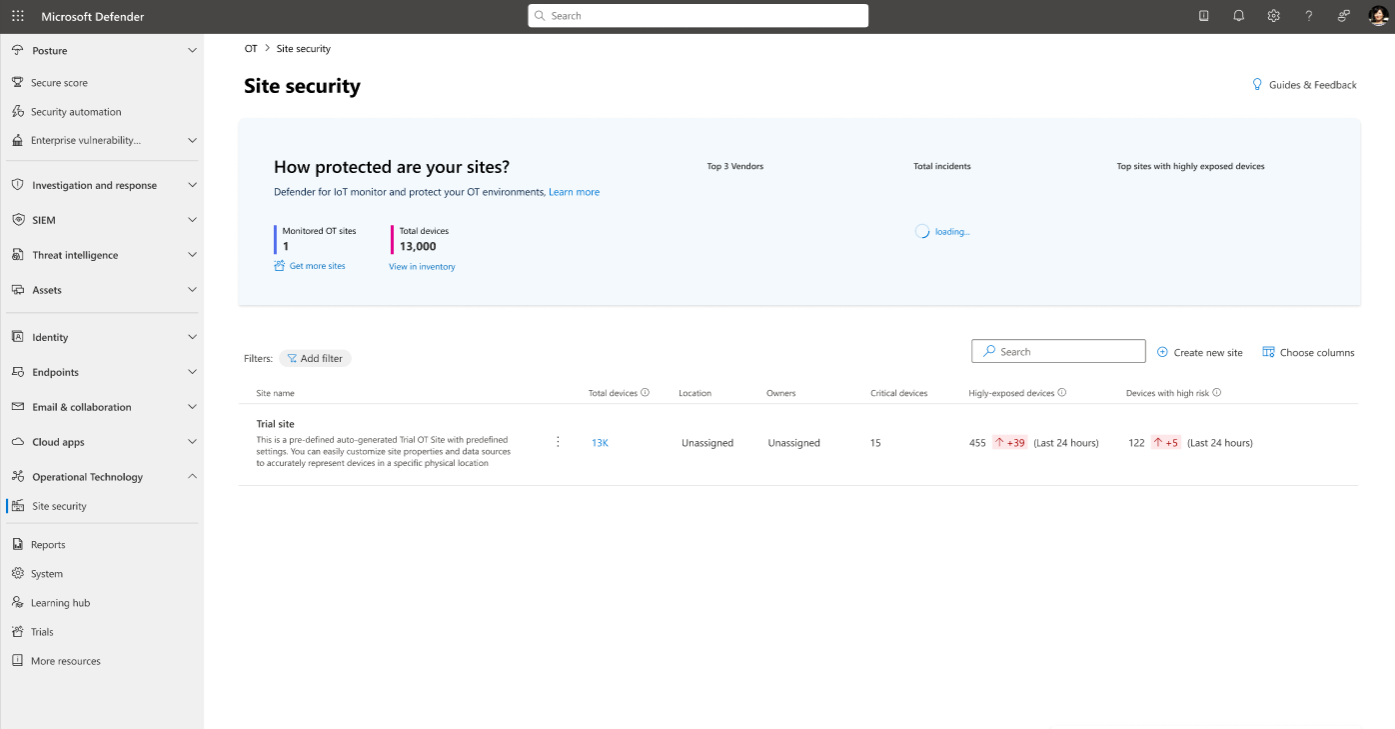 Microsoft Defender
Search
Posture
Secure score
Security automation
Enterprise vulnerability...
Investigation and response
SIEM
Threat intelligence
Assets
Identity
Endpoints
Email & collaboration
Cloud apps
Operational Technology
Site security
Reports
System
Learning hub
Trials
More resources
OT > Site security
Site security
Guides & Feedback
How protected are your sites?
Defender for IoT monitor and protect your OT environments, Learn more
Monitored OT sites
1
Get more sites
Total devices
13,000
View in inventory
Top 3 Vendors
Total incidents
loading...
Top sites with highly exposed devices
Filters: Add filter
Search
Create new site
Choose columns
Site name Total devices Location Owners Critical devices Higly-exposed devices Devices with high risk
Trial site
This is a pre-defined auto-generated Trial OT Site with predefined
settings. You can easily customize site properties and data sources
to accurately represent devices in a specific physical location
13K Unassigned Unassigned 15 455 +39 (Last 24 hours) 122 +5 (Last 24 hours)